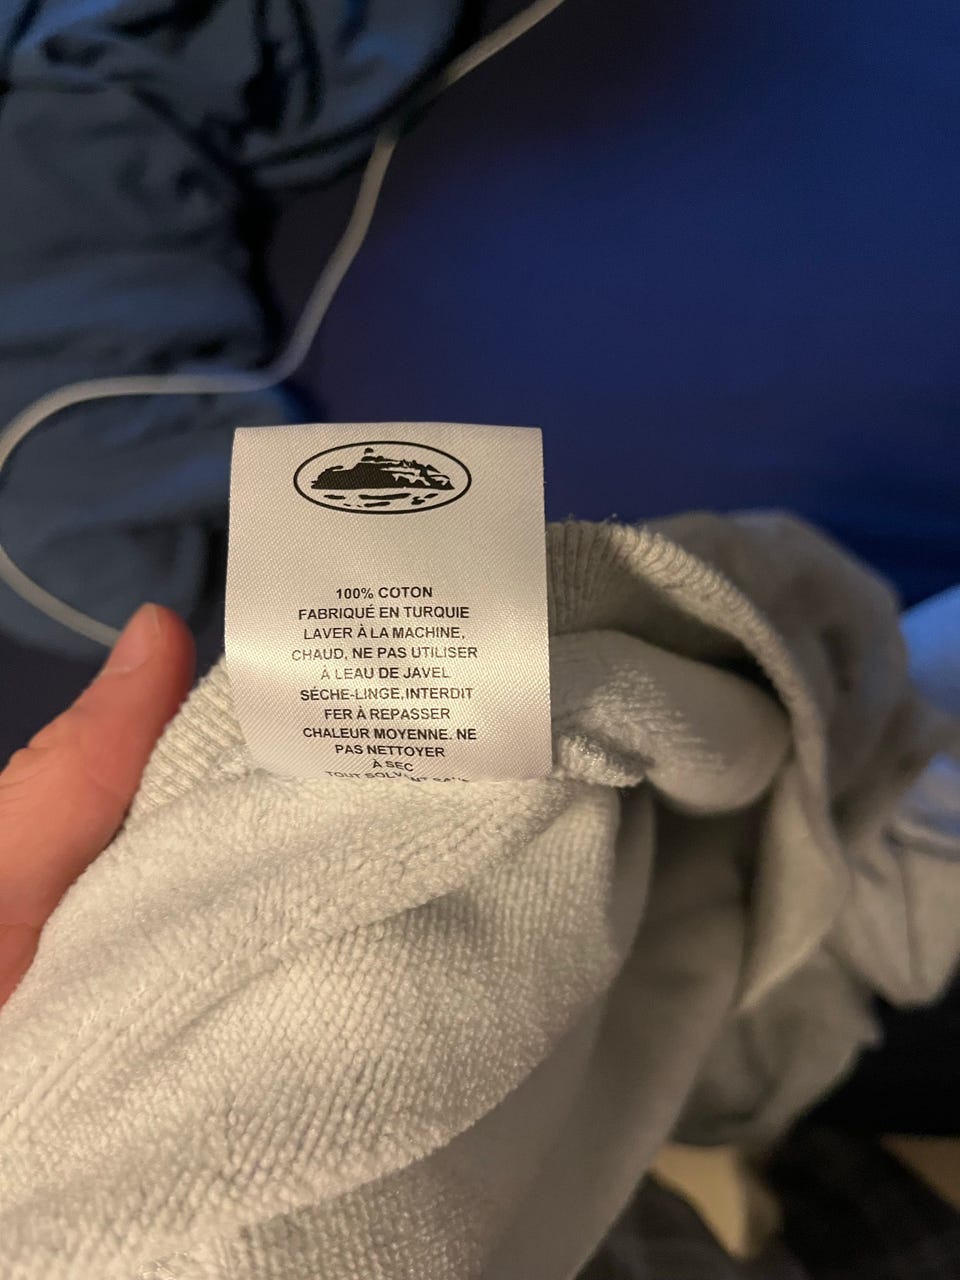 100% COTON
FABRIQUÉ EN TURQUIE
LAVER À LA MACHINE,
CHAUD, NE PAS UTILISER
À LEAU DE JAVEL
SÉCHE-LINGE,INTERDIT
FER À REPASSER
CHALEUR MOYENNE. NE
PAS NETTOYER
À SEC
TOUT